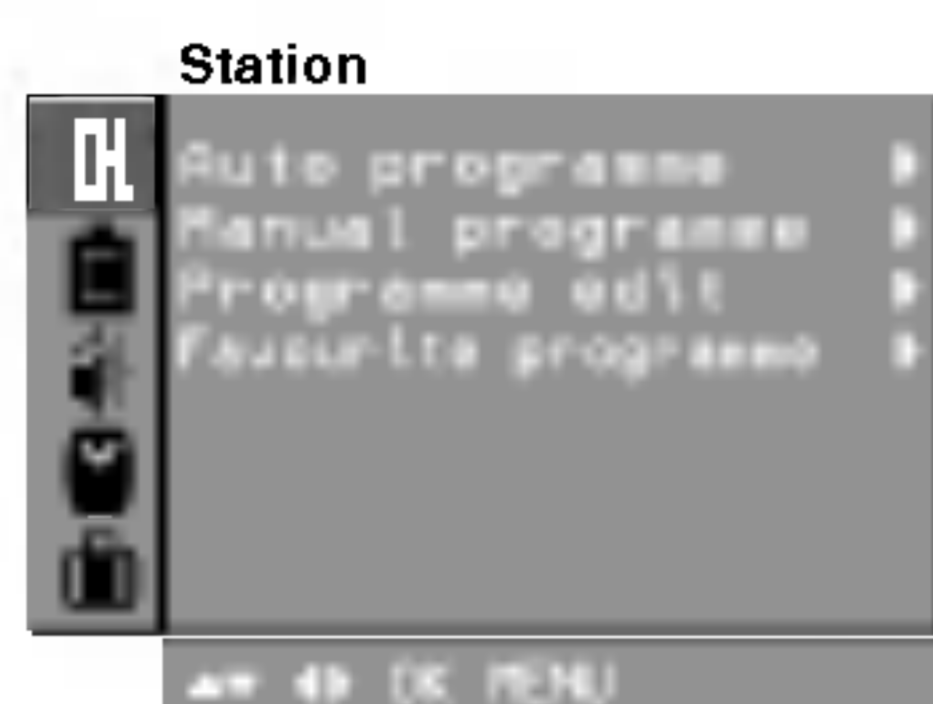 Station
CH
Auto programme
Manual programme
Programme edit
Favourite programme
OK MENU